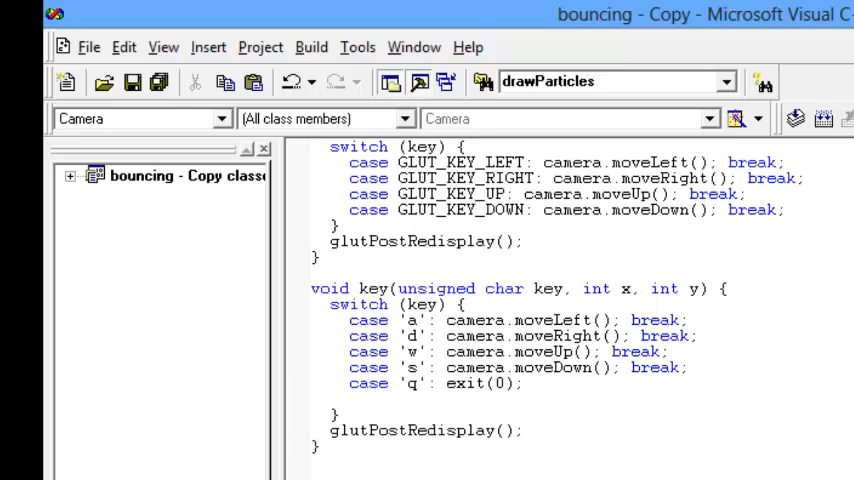 bouncing - Copy - Microsoft Visual C
File Edit View Insert Project Build Tools Window Help
drawParticles
Camera (All class members) Camera
bouncing - Copy classe
switch (key) {
case GLUT_KEY_LEFT: camera.moveLeft(); break;
case GLUT_KEY_RIGHT: camera.moveRight(); break;
case GLUT_KEY_UP: camera.moveUp(); break;
case GLUT_KEY_DOWN: camera.moveDown(); break;
}
glutPostRedisplay();
}
void key(unsigned char key, int x, int y) {
switch (key) {
case 'a': camera.moveLeft(); break;
case 'd': camera.moveRight(); break;
case 'w': camera.moveUp(); break;
case 's': camera.moveDown(); break;
case 'q': exit(0);
}
glutPostRedisplay();
}